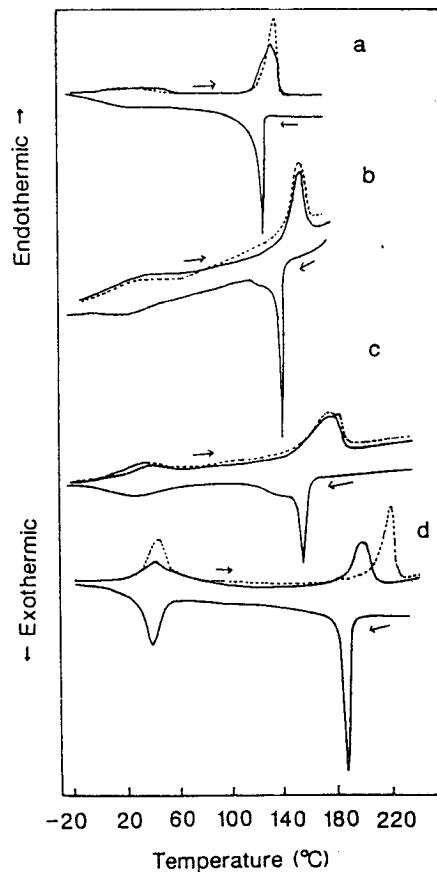 a
b
c
d
Endothermic →
← Exothermic
-20 20 60 100 140 180 220
Temperature (°C)